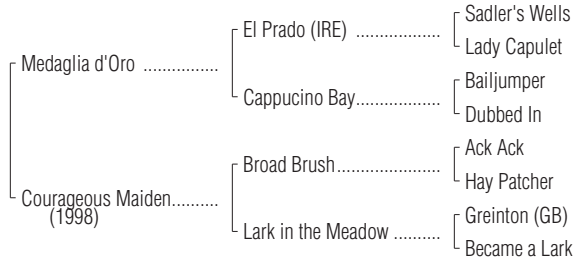 Sadler's Wells
El Prado (IRE) ..................
Lady Capulet
Medaglia d'Oro ................
Bailjumper
Cappucino Bay..................
Dubbed In
Ack Ack
Broad Brush......................
Hay Patcher
Courageous Maiden..........
(1998)
Greinton (GB)
Lark in the Meadow ..........
Became a Lark